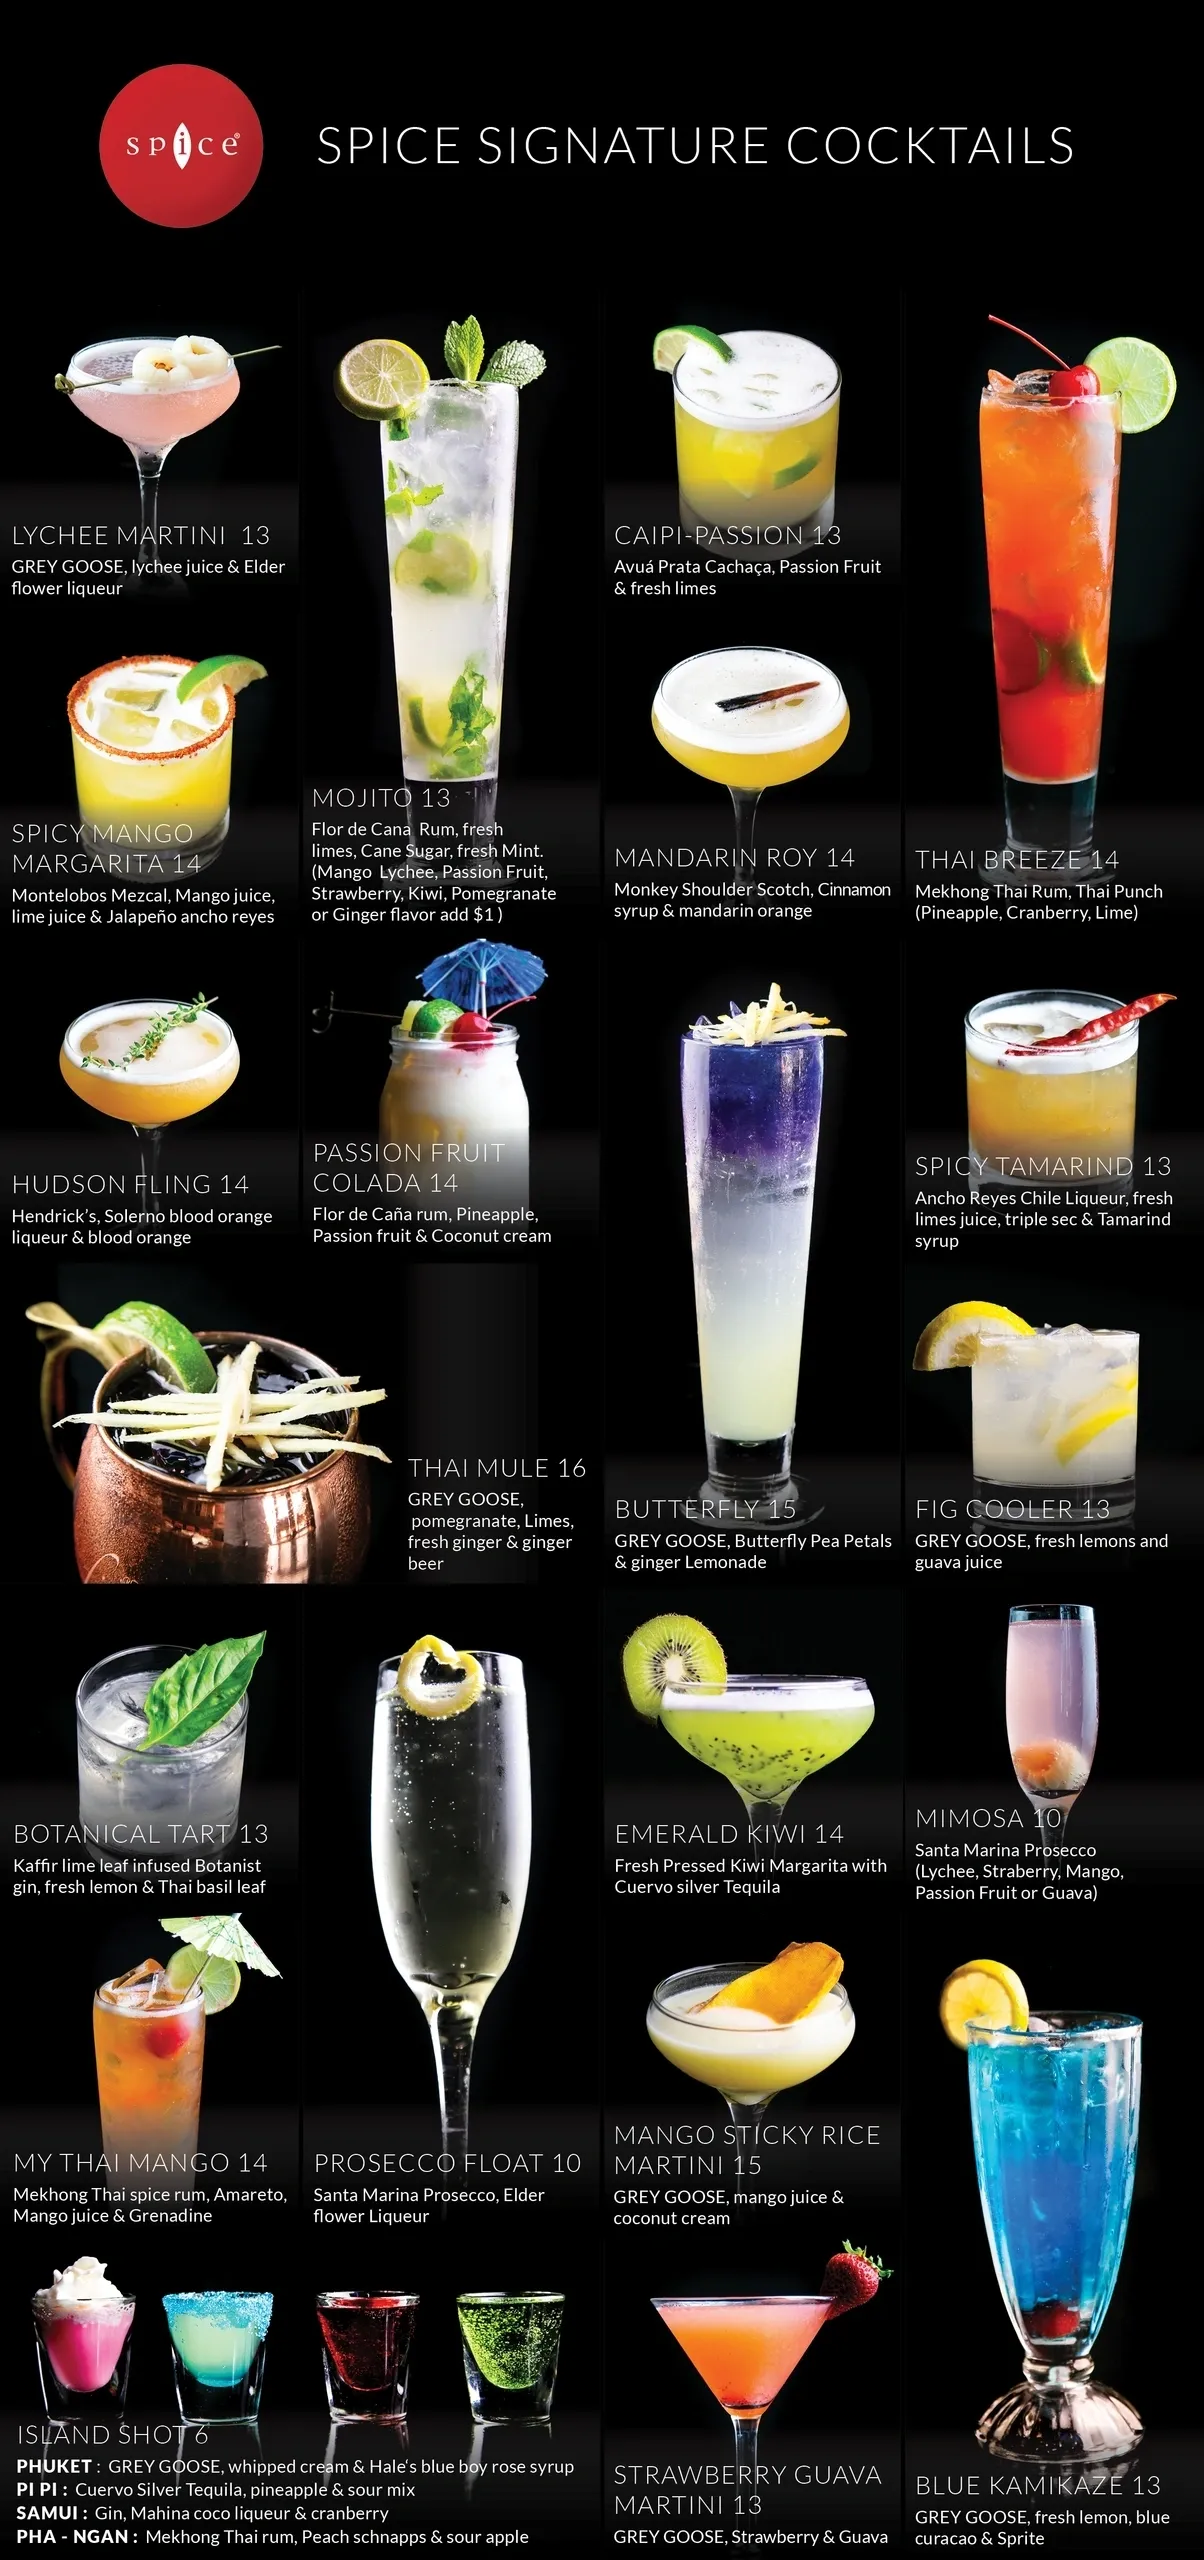 spice®
SPICE SIGNATURE COCKTAILS
LYCHEE MARTINI 13
GREY GOOSE, lychee juice & Elder
flower liqueur
MOJITO 13
Flor de Cana Rum, fresh
limes, Cane Sugar, fresh Mint.
(Mango Lychee, Passion Fruit,
Strawberry, Kiwi, Pomegranate
or Ginger flavor add $1 )
CAIPI-PASSION 13
Avuá Prata Cachaça, Passion Fruit
& fresh limes
THAI BREEZE 14
Mekhong Thai Rum, Thai Punch
(Pineapple, Cranberry, Lime)
SPICY MANGO
MARGARITA 14
Montelobos Mezcal, Mango juice,
lime juice & Jalapeño ancho reyes
MANDARIN ROY 14
Monkey Shoulder Scotch, Cinnamon
syrup & mandarin orange
HUDSON FLING 14
Hendrick's, Solerno blood orange
liqueur & blood orange
PASSION FRUIT
COLADA 14
Flor de Caña rum, Pineapple,
Passion fruit & Coconut cream
BUTTERFLY 15
GREY GOOSE, Butterfly Pea Petals
& ginger Lemonade
SPICY TAMARIND 13
Ancho Reyes Chile Liqueur, fresh
limes juice, triple sec & Tamarind
syrup
THAI MULE 16
GREY GOOSE,
pomegranate, Limes,
fresh ginger & ginger
beer
FIG COOLER 13
GREY GOOSE, fresh lemons and
guava juice
BOTANICAL TART 13
Kaffir lime leaf infused Botanist
gin, fresh lemon & Thai basil leaf
PROSECCO FLOAT 10
Santa Marina Prosecco, Elder
flower Liqueur
EMERALD KIWI 14
Fresh Pressed Kiwi Margarita with
Cuervo silver Tequila
MIMOSA 10
Santa Marina Prosecco
(Lychee, Straberry, Mango,
Passion Fruit or Guava)
MY THAI MANGO 14
Mekhong Thai spice rum, Amareto,
Mango juice & Grenadine
MANGO STICKY RICE
MARTINI 15
GREY GOOSE, mango juice &
coconut cream
BLUE KAMIKAZE 13
GREY GOOSE, fresh lemon, blue
curacao & Sprite
ISLAND SHOT 6
PHUKET : GREY GOOSE, whipped cream & Hale's blue boy rose syrup
PI PI : Cuervo Silver Tequila, pineapple & sour mix
SAMUI : Gin, Mahina coco liqueur & cranberry
PHA - NGAN : Mekhong Thai rum, Peach schnapps & sour apple
STRAWBERRY GUAVA
MARTINI 13
GREY GOOSE, Strawberry & Guava